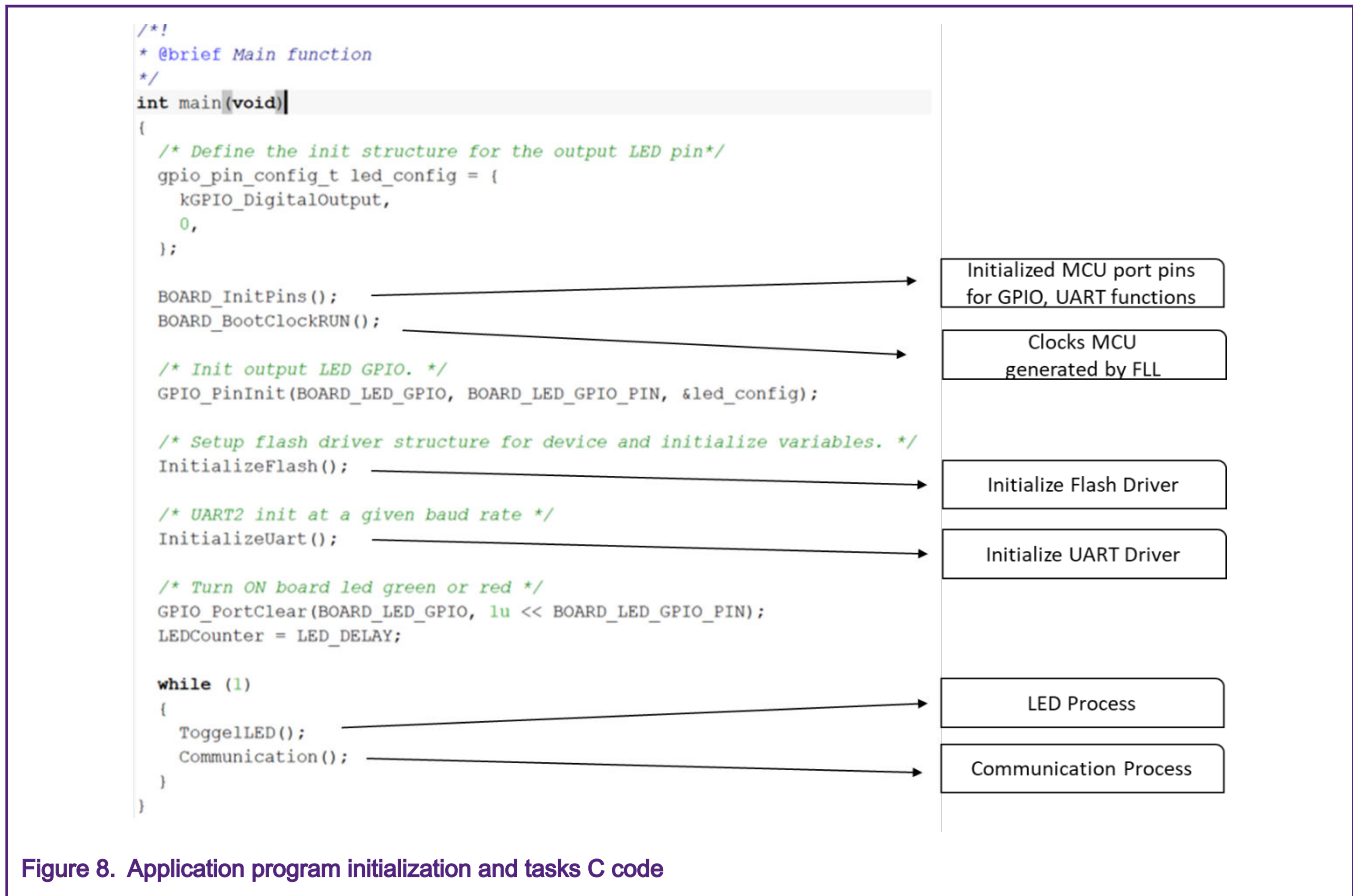 /*!
* @brief Main function
*/
int main(void)
{
/* Define the init structure for the output LED pin*/
gpio_pin_config_t led_config = {
kGPIO_DigitalOutput,
0,
};
BOARD_InitPins();
BOARD_BootClockRUN();
/* Init output LED GPIO. */
GPIO_PinInit(BOARD_LED_GPIO, BOARD_LED_GPIO_PIN, &led_config);
/* Setup flash driver structure for device and initialize variables. */
InitializeFlash();
/* UART2 init at a given baud rate */
InitializeUart();
/* Turn ON board led green or red */
GPIO_PortClear(BOARD_LED_GPIO, 1u << BOARD_LED_GPIO_PIN);
LEDCounter = LED_DELAY;
while (1)
{
ToggelLED();
Communication();
}
}
Initialized MCU port pins
for GPIO, UART functions
Clocks MCU
generated by FLL
Initialize Flash Driver
Initialize UART Driver
LED Process
Communication Process
Figure 8. Application program initialization and tasks C code